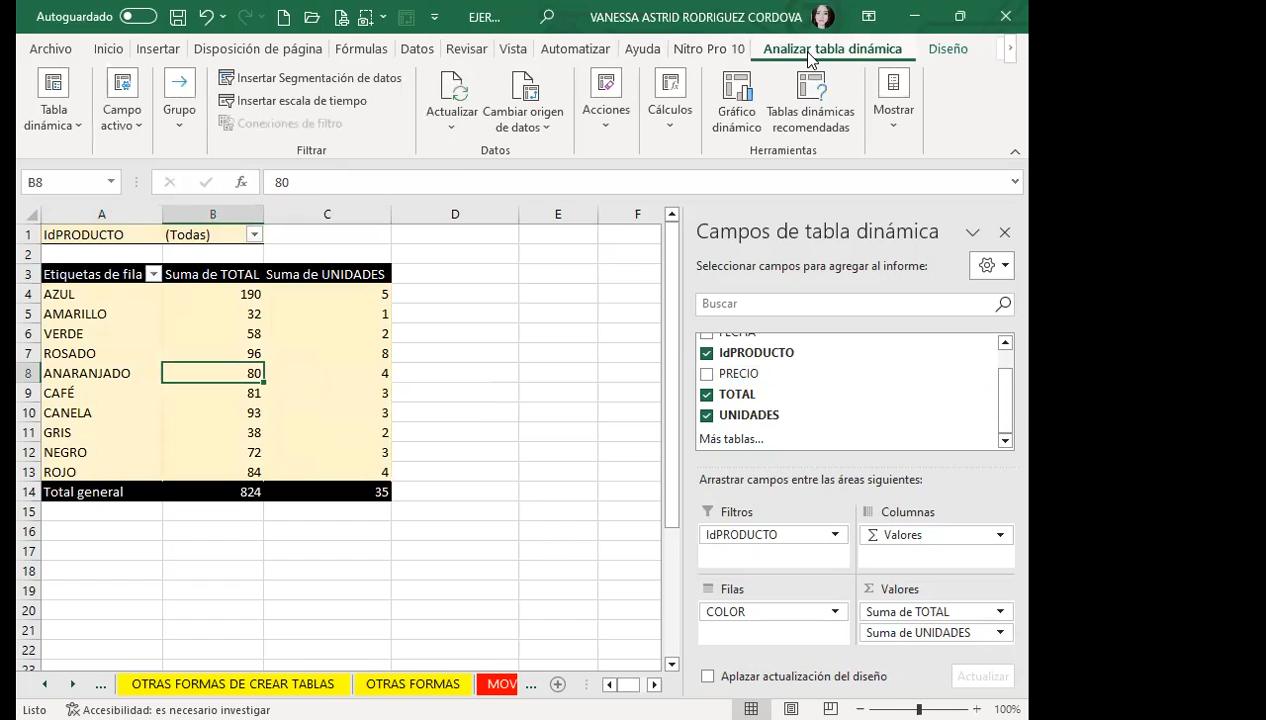 Autoguardado
EJER...
VANESSA ASTRID RODRIGUEZ CORDOVA
Archivo Inicio Insertar Disposición de página Fórmulas Datos Revisar Vista Automatizar Ayuda Nitro Pro 10 Analizar tabla dinámica Diseño
Tabla dinámica
Campo activo
Grupo
Insertar Segmentación de datos
Insertar escala de tiempo
Conexiones de filtro
Filtrar
Actualizar
Cambiar origen de datos
Datos
Acciones
Cálculos
Gráfico dinámico
Tablas dinámicas recomendadas
Herramientas
Mostrar
B8
fx
80
A B C D E F
1 IdPRODUCTO (Todas)
2
3 Etiquetas de fila Suma de TOTAL Suma de UNIDADES
4 AZUL 190 5
5 AMARILLO 32 1
6 VERDE 58 2
7 ROSADO 96 8
8 ANARANJADO 80 4
9 CAFÉ 81 3
10 CANELA 93 3
11 GRIS 38 2
12 NEGRO 72 3
13 ROJO 84 4
14 Total general 824 35
15
16
17
18
19
20
21
22
23
Campos de tabla dinámica
Seleccionar campos para agregar al informe:
Buscar
FECHA
IdPRODUCTO
PRECIO
TOTAL
UNIDADES
Más tablas...
Arrastrar campos entre las áreas siguientes:
Filtros
IdPRODUCTO
Columnas
Σ Valores
Filas
COLOR
Σ Valores
Suma de TOTAL
Suma de UNIDADES
Aplazar actualización del diseño
Actualizar
... OTRAS FORMAS DE CREAR TABLAS OTRAS FORMAS MOV ...
Listo
Accesibilidad: es necesario investigar
100%